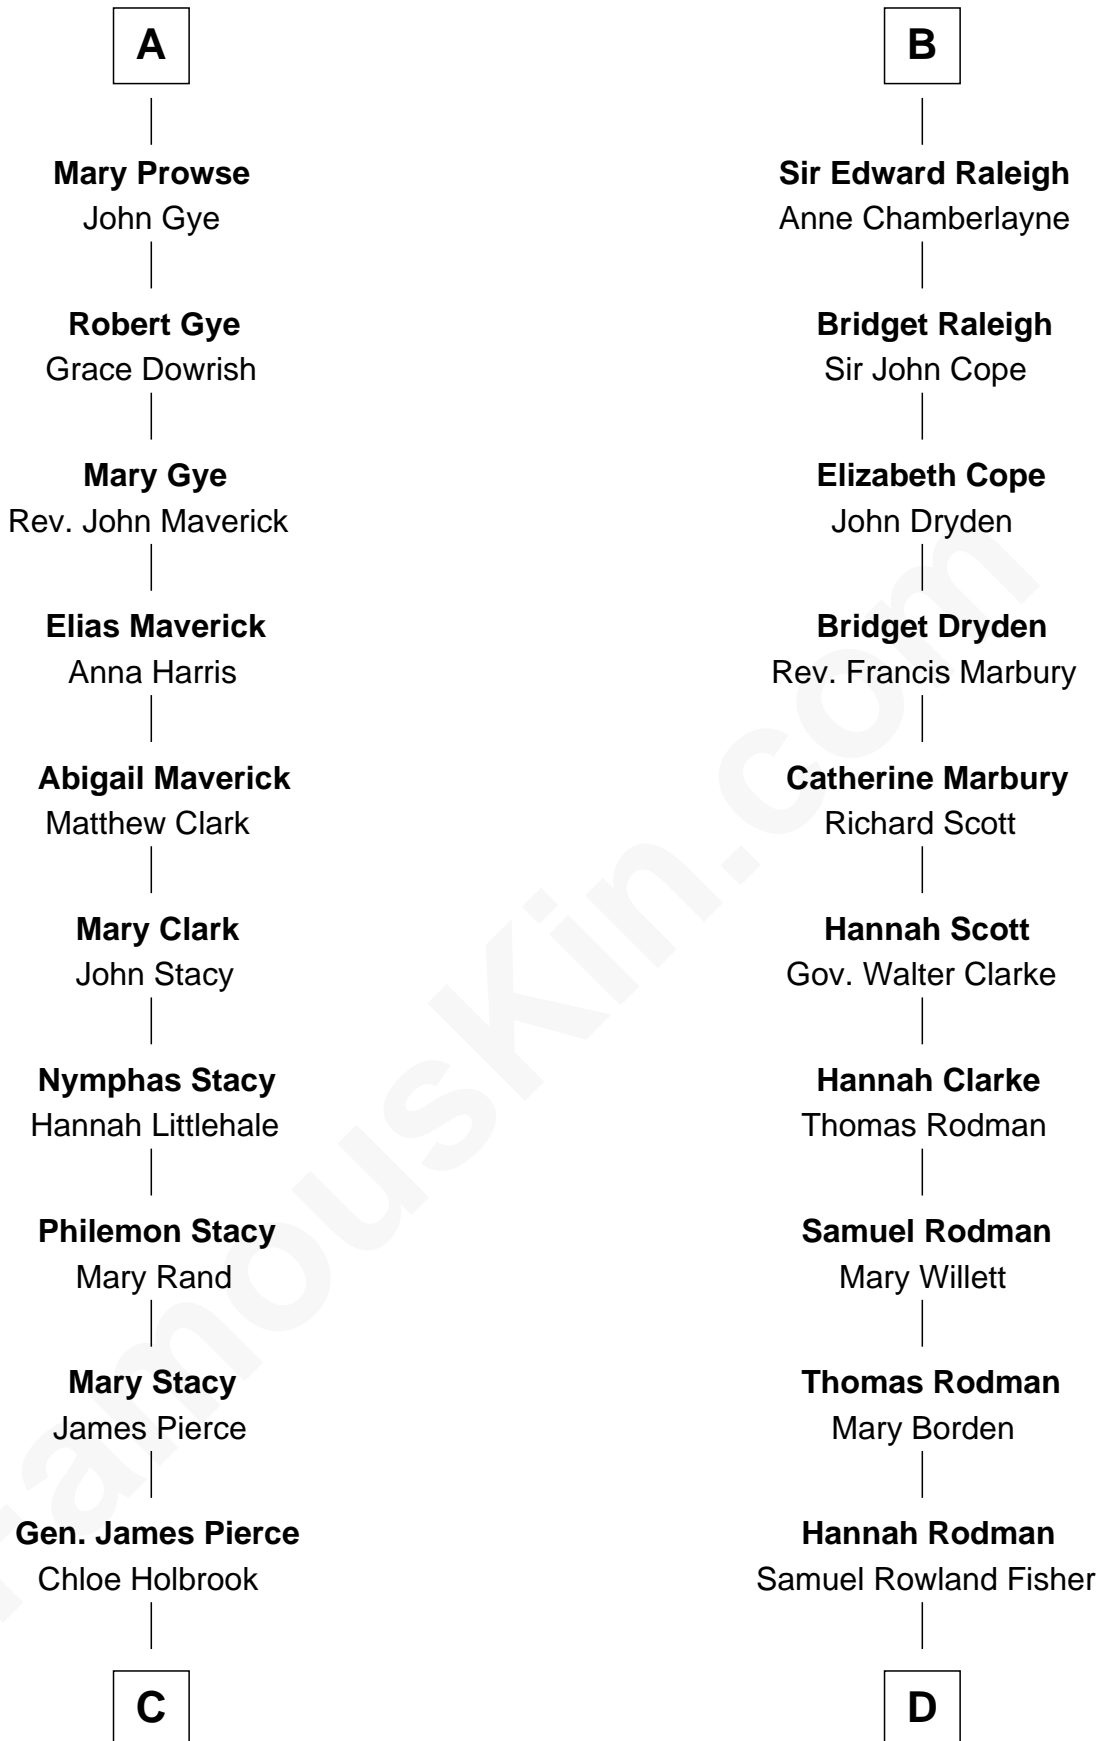 A
Mary Prowse
John Gye
Robert Gye
Grace Dowrish
Mary Gye
Rev. John Maverick
Elias Maverick
Anna Harris
Abigail Maverick
Matthew Clark
Mary Clark
John Stacy
Nymphas Stacy
Hannah Littlehale
Philemon Stacy
Mary Rand
Mary Stacy
James Pierce
Gen. James Pierce
Chloe Holbrook
C
B
Sir Edward Raleigh
Anne Chamberlayne
Bridget Raleigh
Sir John Cope
Elizabeth Cope
John Dryden
Bridget Dryden
Rev. Francis Marbury
Catherine Marbury
Richard Scott
Hannah Scott
Gov. Walter Clarke
Hannah Clarke
Thomas Rodman
Samuel Rodman
Mary Willett
Thomas Rodman
Mary Borden
Hannah Rodman
Samuel Rowland Fisher
D
FamousKin.com